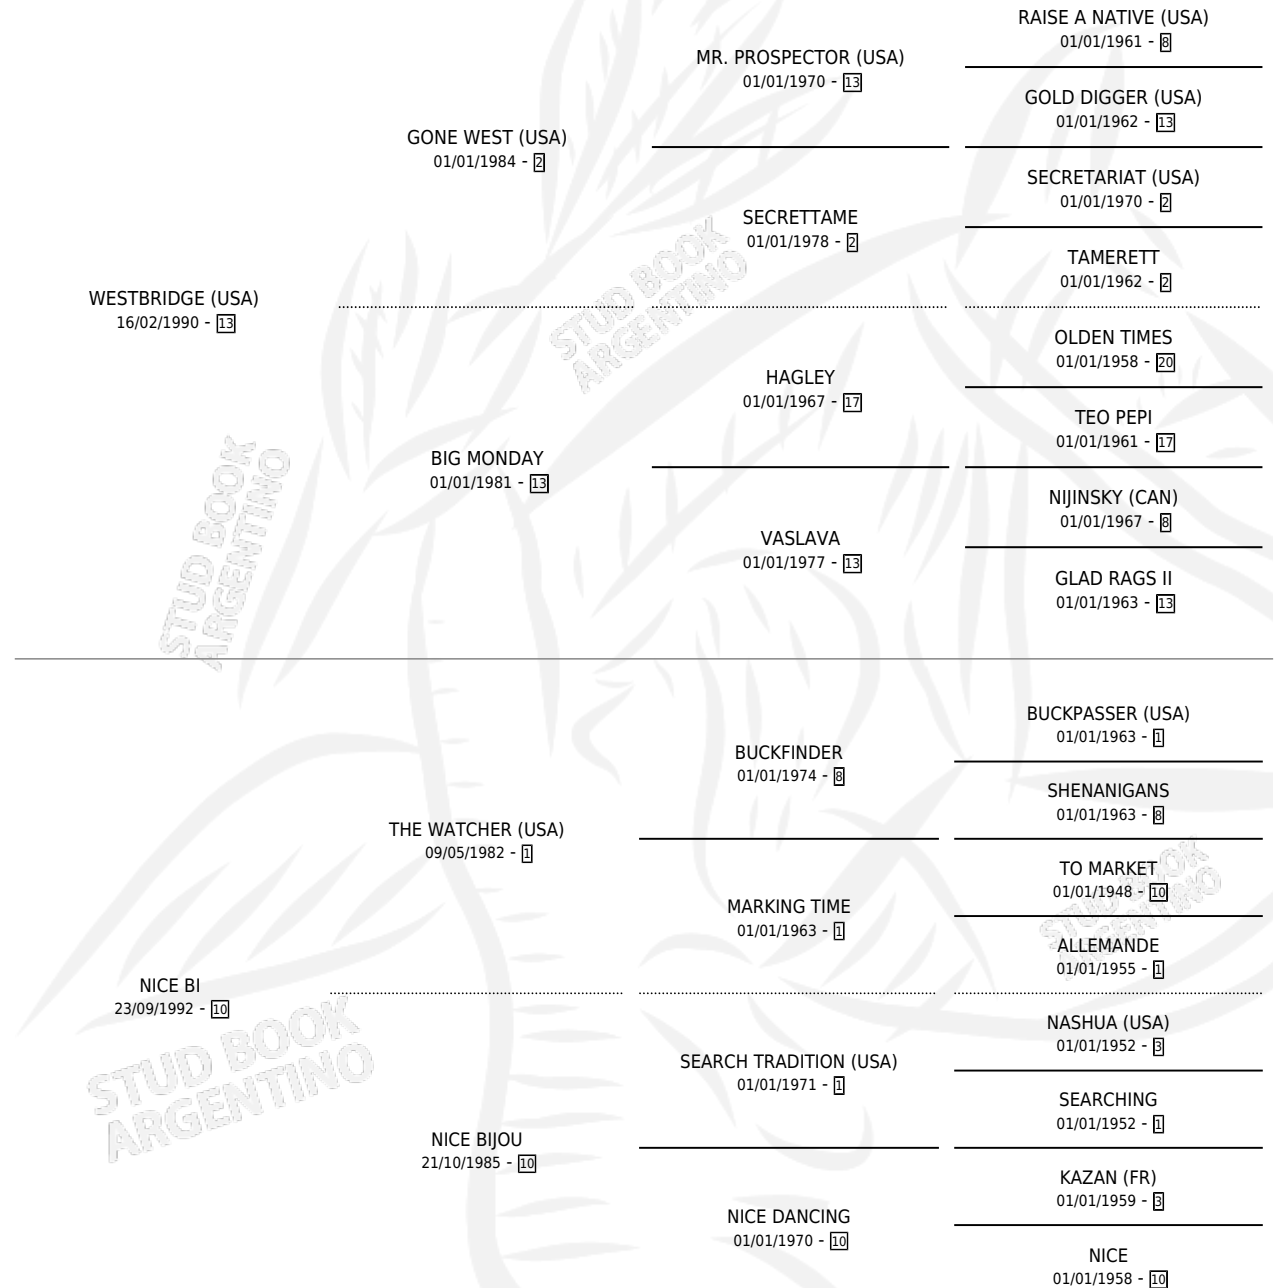 RAISE A NATIVE (USA)
01/01/1961 - 8
MR. PROSPECTOR (USA)
01/01/1970 - 13
GOLD DIGGER (USA)
01/01/1962 - 13
GONE WEST (USA)
01/01/1984 - 2
SECRETARIAT (USA)
01/01/1970 - 2
SECRETTAME
01/01/1978 - 2
TAMERETT
01/01/1962 - 2
WESTBRIDGE (USA)
16/02/1990 - 13
STUD BOOK
ARGENTINO
OLDEN TIMES
01/01/1958 - 20
HAGLEY
01/01/1967 - 17
TEO PEPI
01/01/1961 - 17
BIG MONDAY
01/01/1981 - 13
NIJINSKY (CAN)
01/01/1967 - 8
VASLAVA
01/01/1977 - 13
GLAD RAGS II
01/01/1963 - 13
STUD BOOK
ARGENTINO
BUCKPASSER (USA)
01/01/1963 - 1
BUCKFINDER
01/01/1974 - 8
SHENANIGANS
01/01/1963 - 8
THE WATCHER (USA)
09/05/1982 - 1
TO MARKET
01/01/1948 - 10
MARKING TIME
01/01/1963 - 1
ALLEMANDE
01/01/1955 - 1
STUD BOOK
ARGENTINO
NICE BI
23/09/1992 - 10
NASHUA (USA)
01/01/1952 - 3
SEARCH TRADITION (USA)
01/01/1971 - 1
SEARCHING
01/01/1952 - 1
STUD BOOK
ARGENTINO
NICE BIJOU
21/10/1985 - 10
KAZAN (FR)
01/01/1959 - 3
NICE DANCING
01/01/1970 - 10
NICE
01/01/1958 - 10